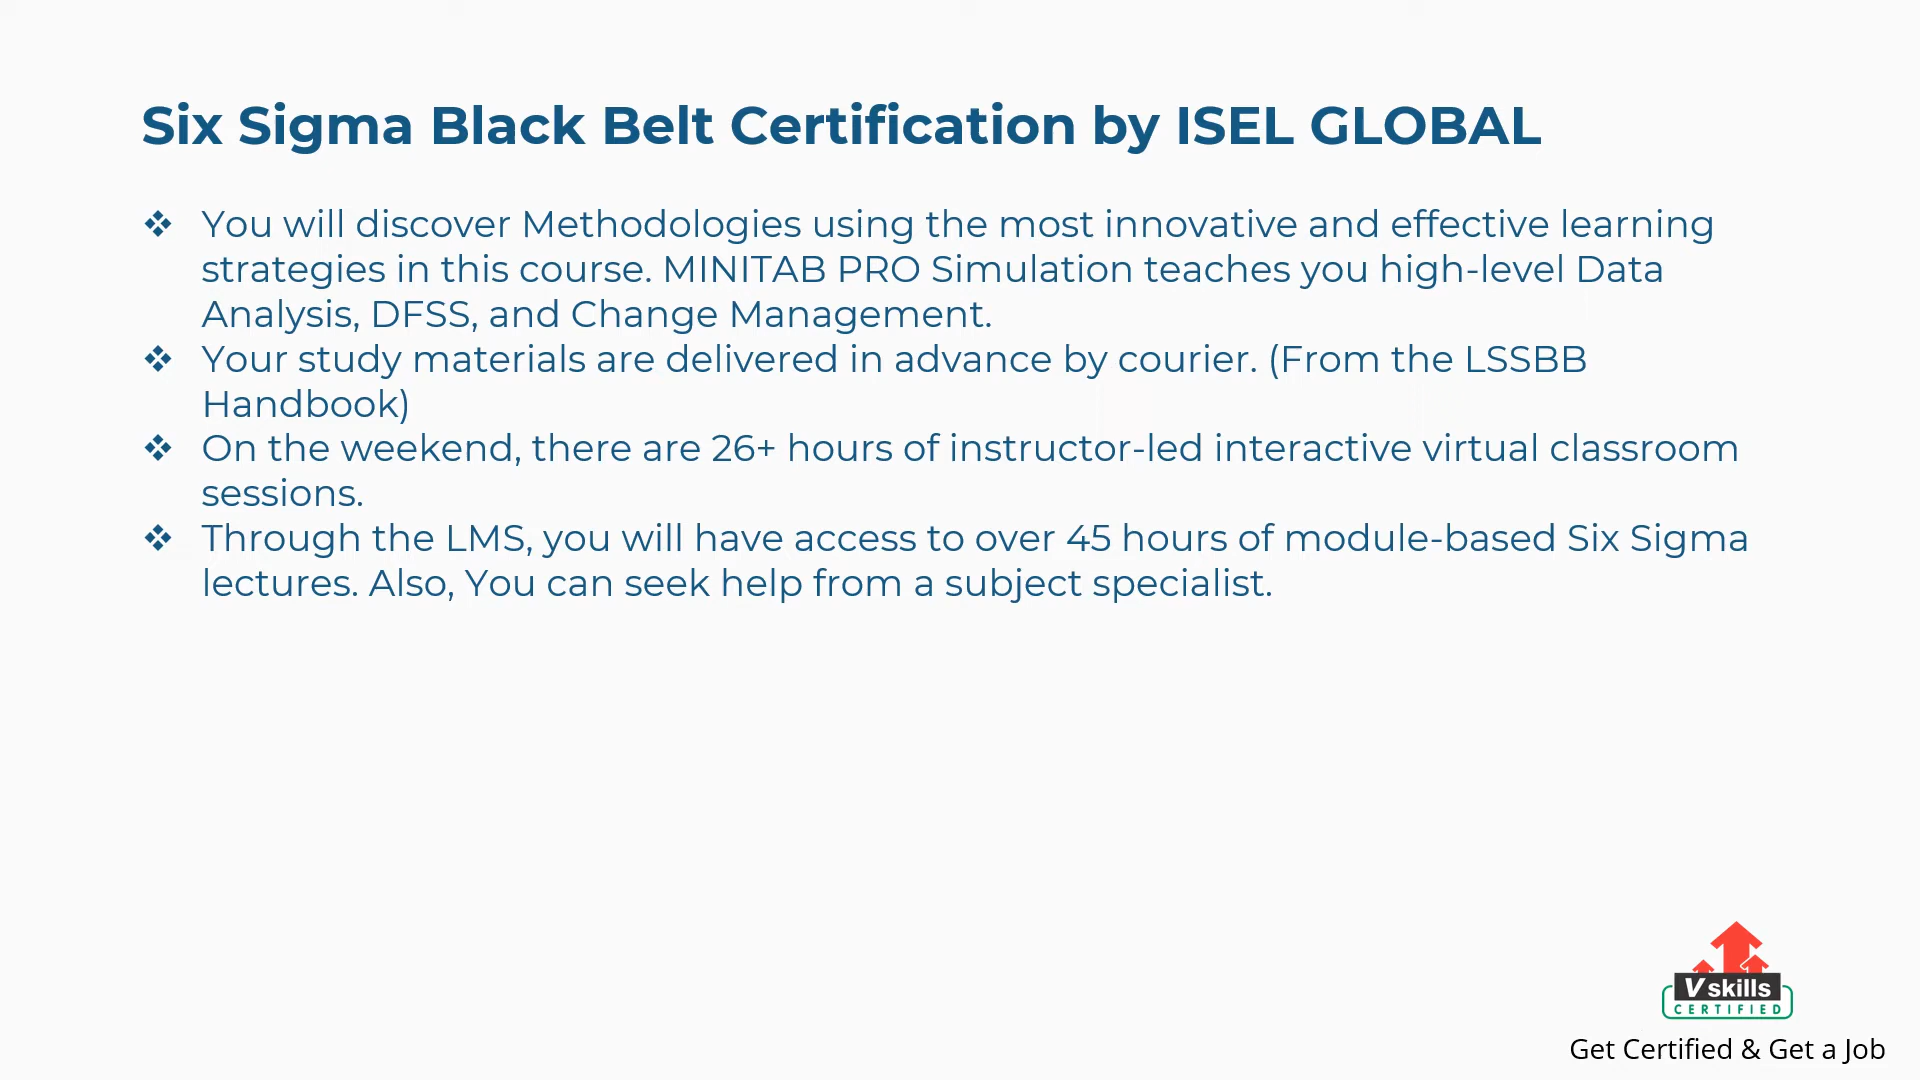 Six Sigma Black Belt Certification by ISEL GLOBAL
❖ You will discover Methodologies using the most innovative and effective learning
strategies in this course. MINITAB PRO Simulation teaches you high-level Data
Analysis, DFSS, and Change Management.
❖ Your study materials are delivered in advance by courier. (From the LSSBB
Handbook)
❖ On the weekend, there are 26+ hours of instructor-led interactive virtual classroom
sessions.
❖ Through the LMS, you will have access to over 45 hours of module-based Six Sigma
lectures. Also, You can seek help from a subject specialist.
Vskills
CERTIFIED
Get Certified & Get a Job